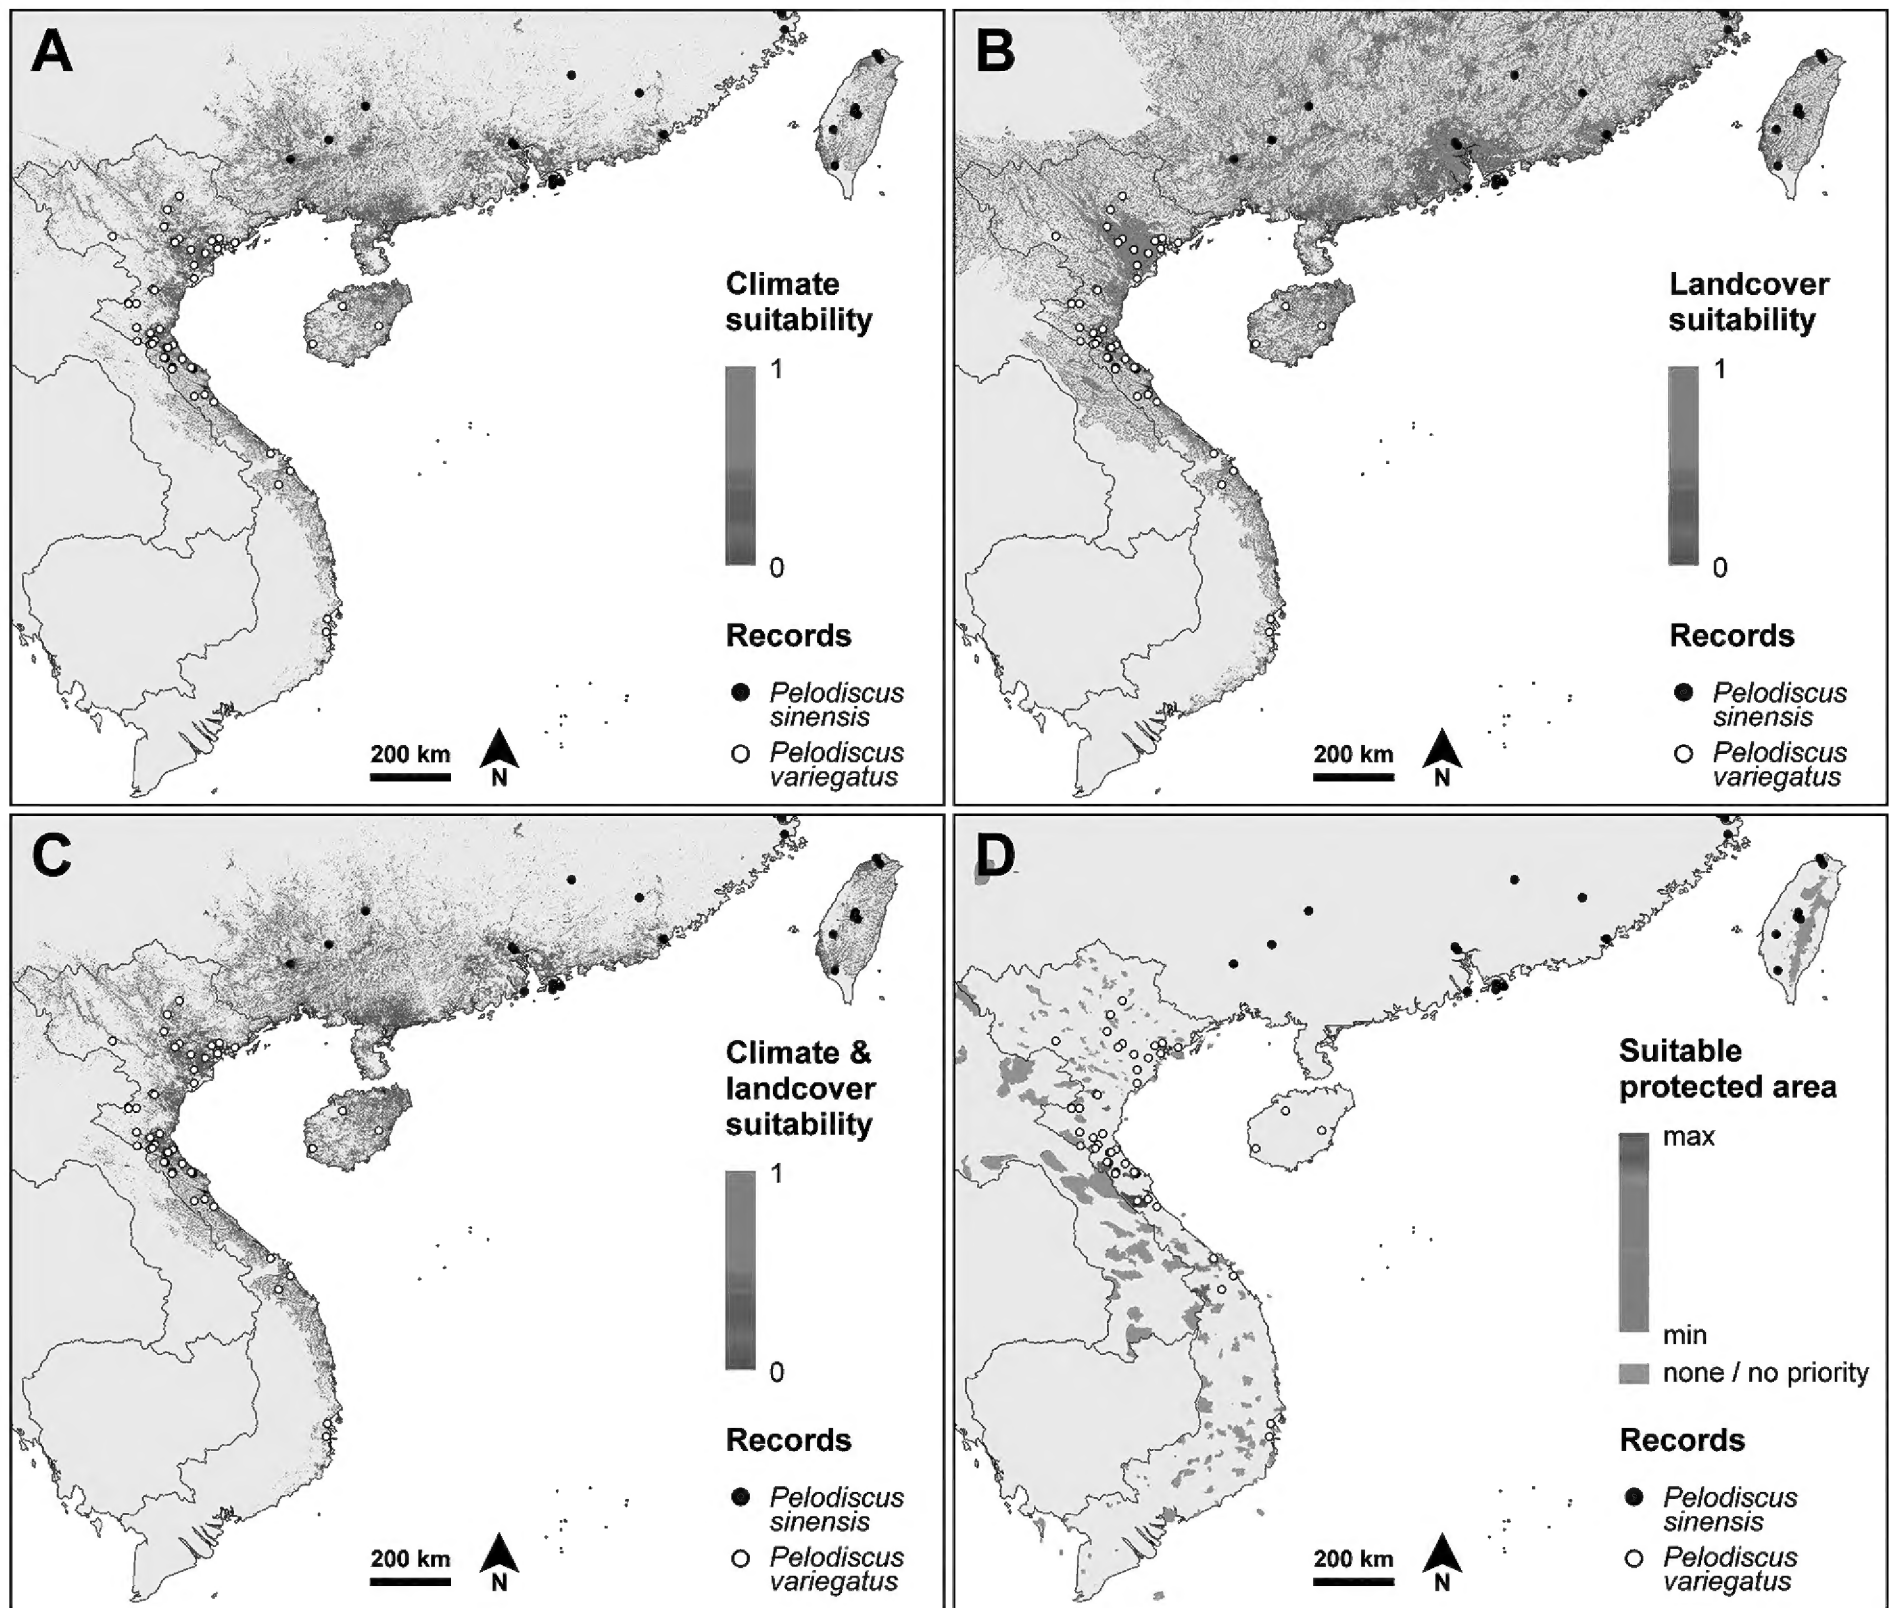 A
Climate
suitability
1
0
Records
Pelodiscus
sinensis
Pelodiscus
variegatus
200 km
N
B
Landcover
suitability
1
0
Records
Pelodiscus
sinensis
Pelodiscus
variegatus
200 km
N
C
Climate &
landcover
suitability
1
0
Records
Pelodiscus
sinensis
Pelodiscus
variegatus
200 km
N
D
Suitable
protected area
max
min
none / no priority
Records
Pelodiscus
sinensis
Pelodiscus
variegatus
200 km
N